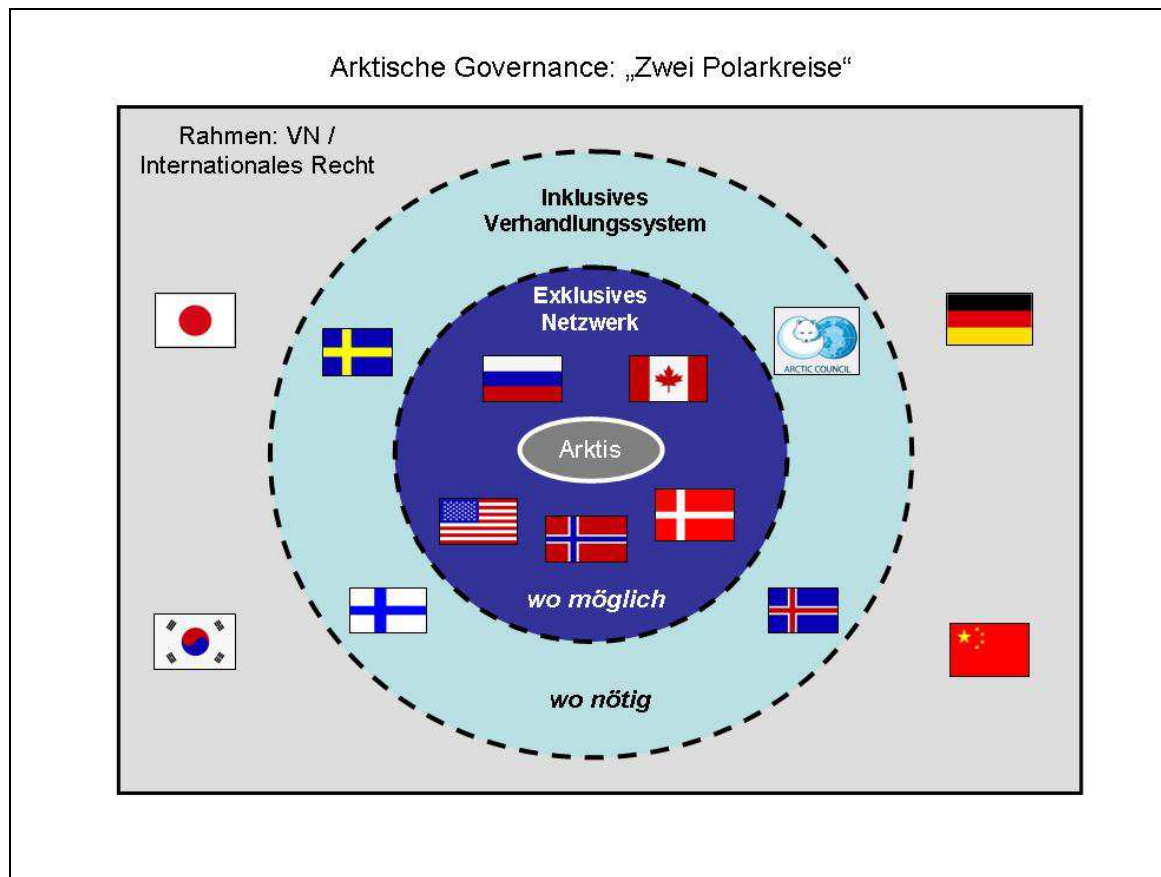 Arktische Governance: „Zwei Polarkreise“
Rahmen: VN /
Internationales Recht
Inklusives
Verhandlungssystem
Exklusives
Netzwerk
ARCTIC COUNCIL
Arktis
wo möglich
wo nötig